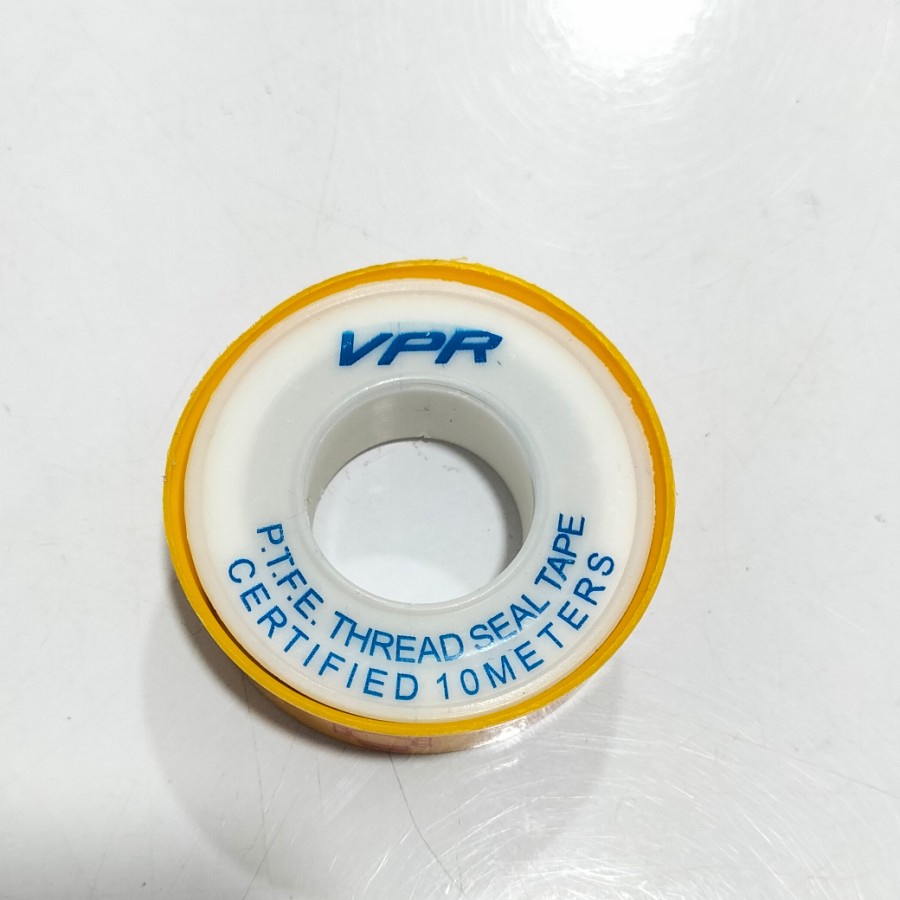 VPR
P.T.F.E. THREAD SEAL TAPE
CERTIFIED 10METERS